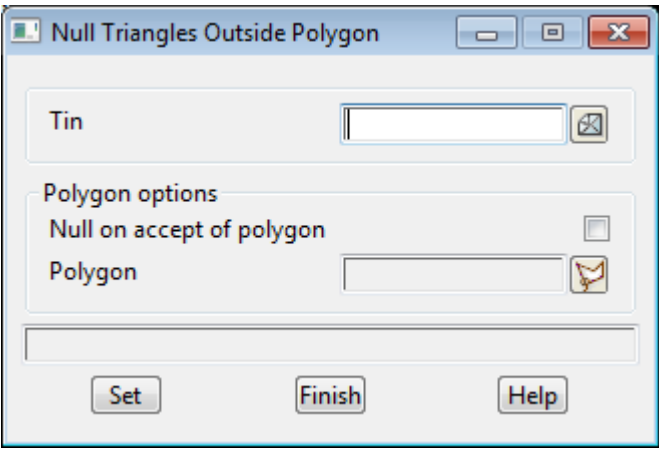 Null Triangles Outside Polygon
Tin
Polygon options
Null on accept of polygon
Polygon
Set Finish Help